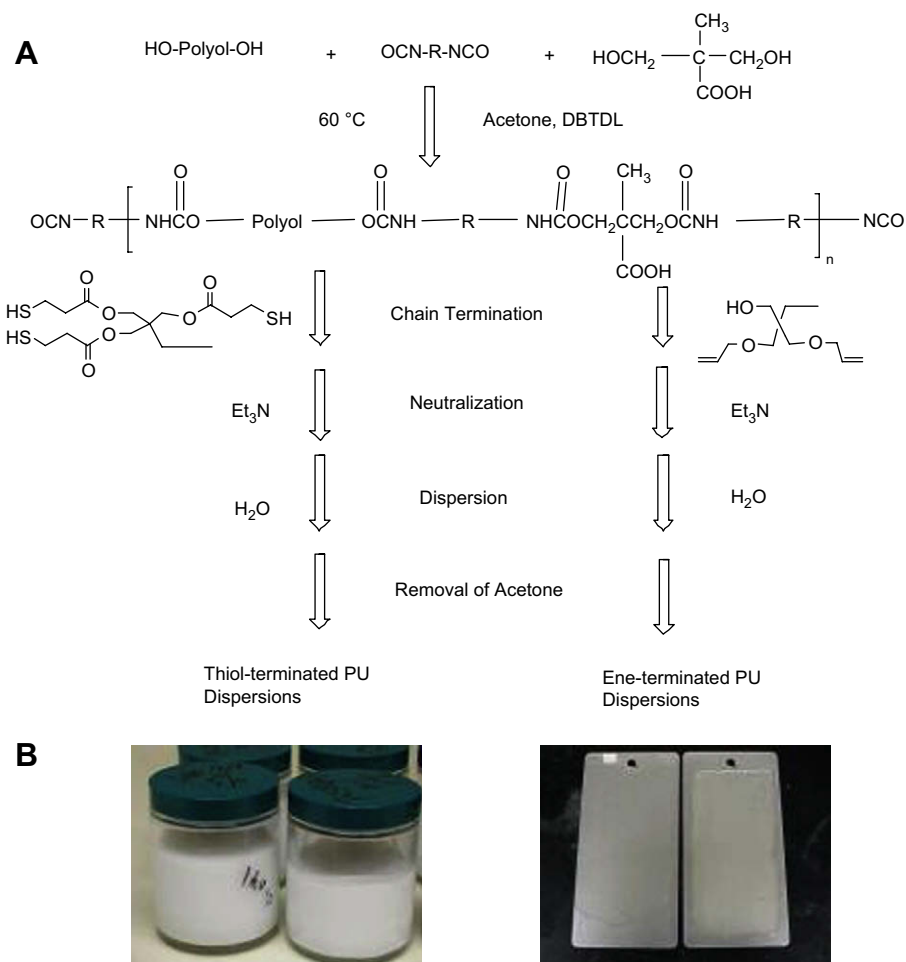 A
HO-Polyol-OH + OCN-R-NCO + HOCH2 C CH2OH
CH3
COOH
60 °C Acetone, DBTDL
O O O CH3 O
OCN R NHCO Polyol OCNH R NHCOCH2 CH2OCNH R NCO
COOH
n
HS O O O O SH
HS O O
Chain Termination
HO O O
Et3N Neutralization Et3N
H2O Dispersion H2O
Removal of Acetone
Thiol-terminated PU
Dispersions
Ene-terminated PU
Dispersions
B